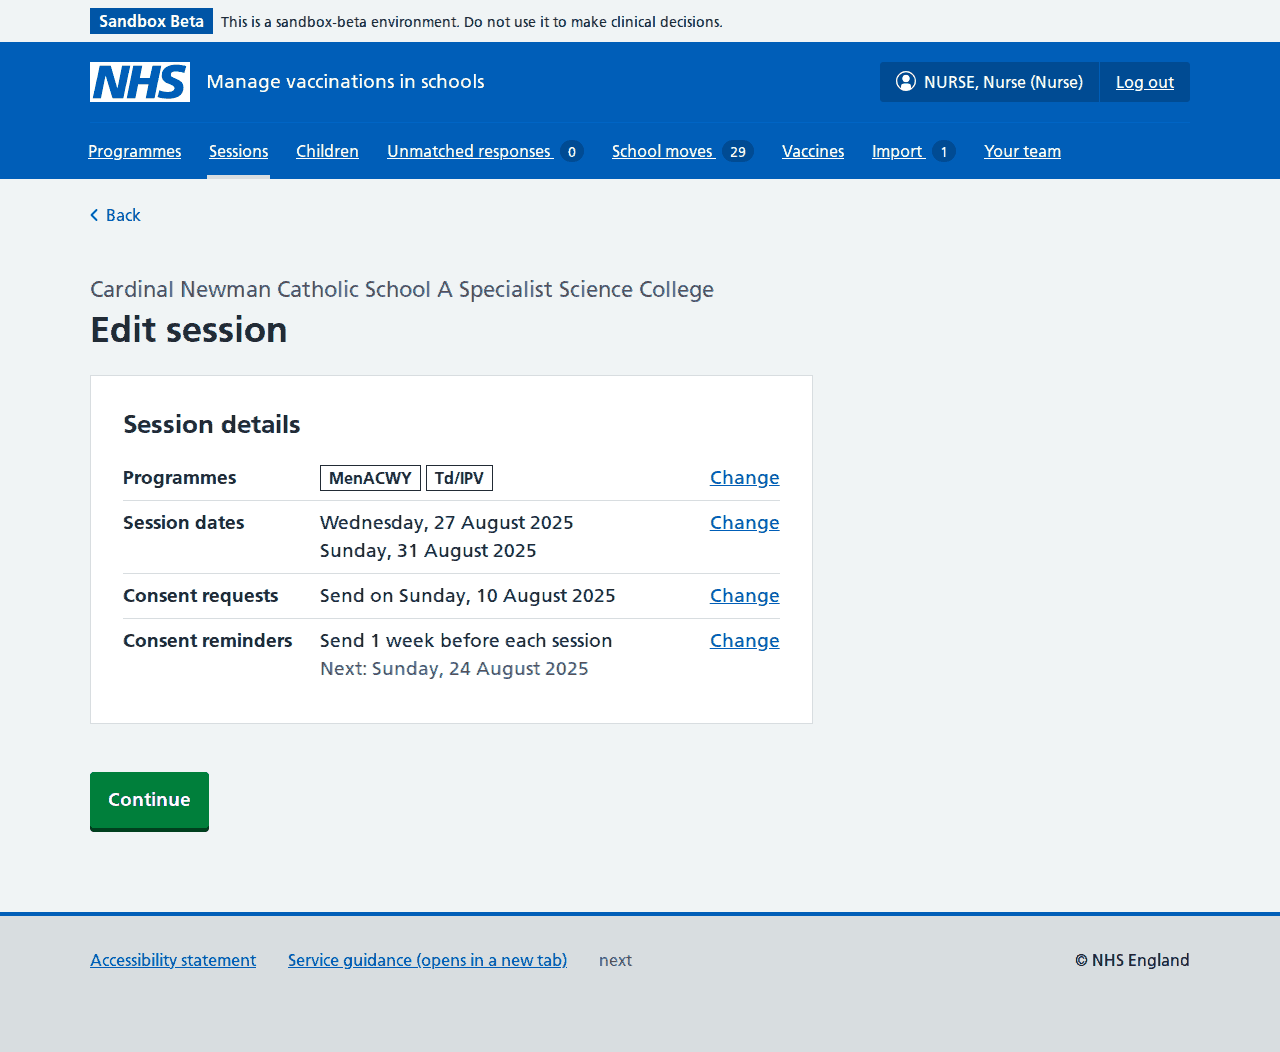 Sandbox Beta This is a sandbox-beta environment. Do not use it to make clinical decisions.
NHS Manage vaccinations in schools NURSE, Nurse (Nurse) Log out
Programmes Sessions Children Unmatched responses 0 School moves 29 Vaccines Import 1 Your team
Back
Cardinal Newman Catholic School A Specialist Science College
Edit session
Session details
Programmes MenACWY Td/IPV Change
Session dates Wednesday, 27 August 2025 Change
Sunday, 31 August 2025
Consent requests Send on Sunday, 10 August 2025 Change
Consent reminders Send 1 week before each session Change
Next: Sunday, 24 August 2025
Continue
Accessibility statement Service guidance (opens in a new tab) next © NHS England